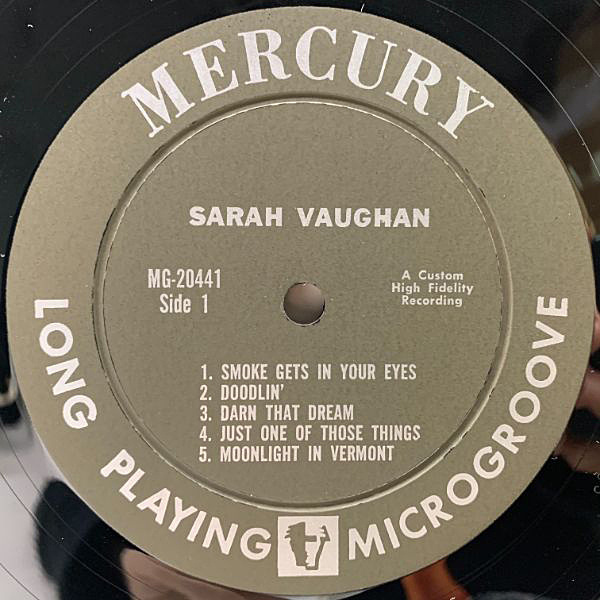 MERCURY
SARAH VAUGHAN
MG-20441
Side 1
A Custom
High Fidelity
Recording
1. SMOKE GETS IN YOUR EYES
2. DOODLIN'
3. DARN THAT DREAM
4. JUST ONE OF THOSE THINGS
5. MOONLIGHT IN VERMONT
LONG PLAYING MICROGROOVE